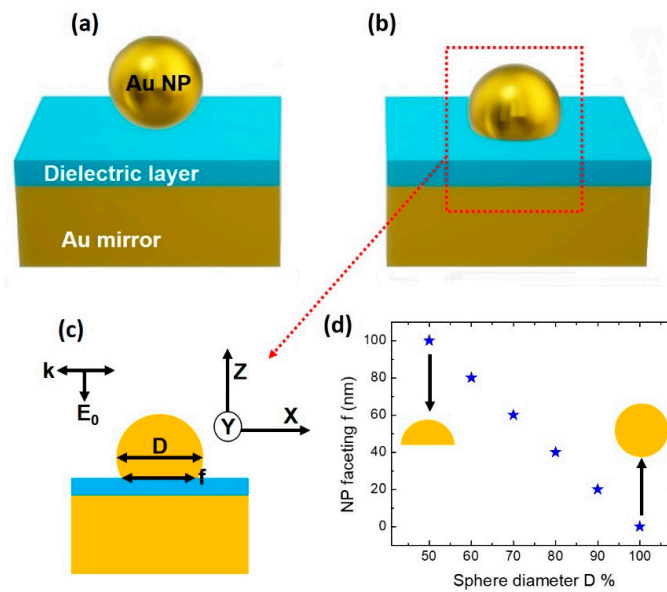 (a)
Au NP
Dielectric layer
Au mirror
(b)
(c)
k
E0
Z
Y
X
D
f
(d)
NP faceting f (nm)
100
80
60
40
20
0
50 60 70 80 90 100
Sphere diameter D %